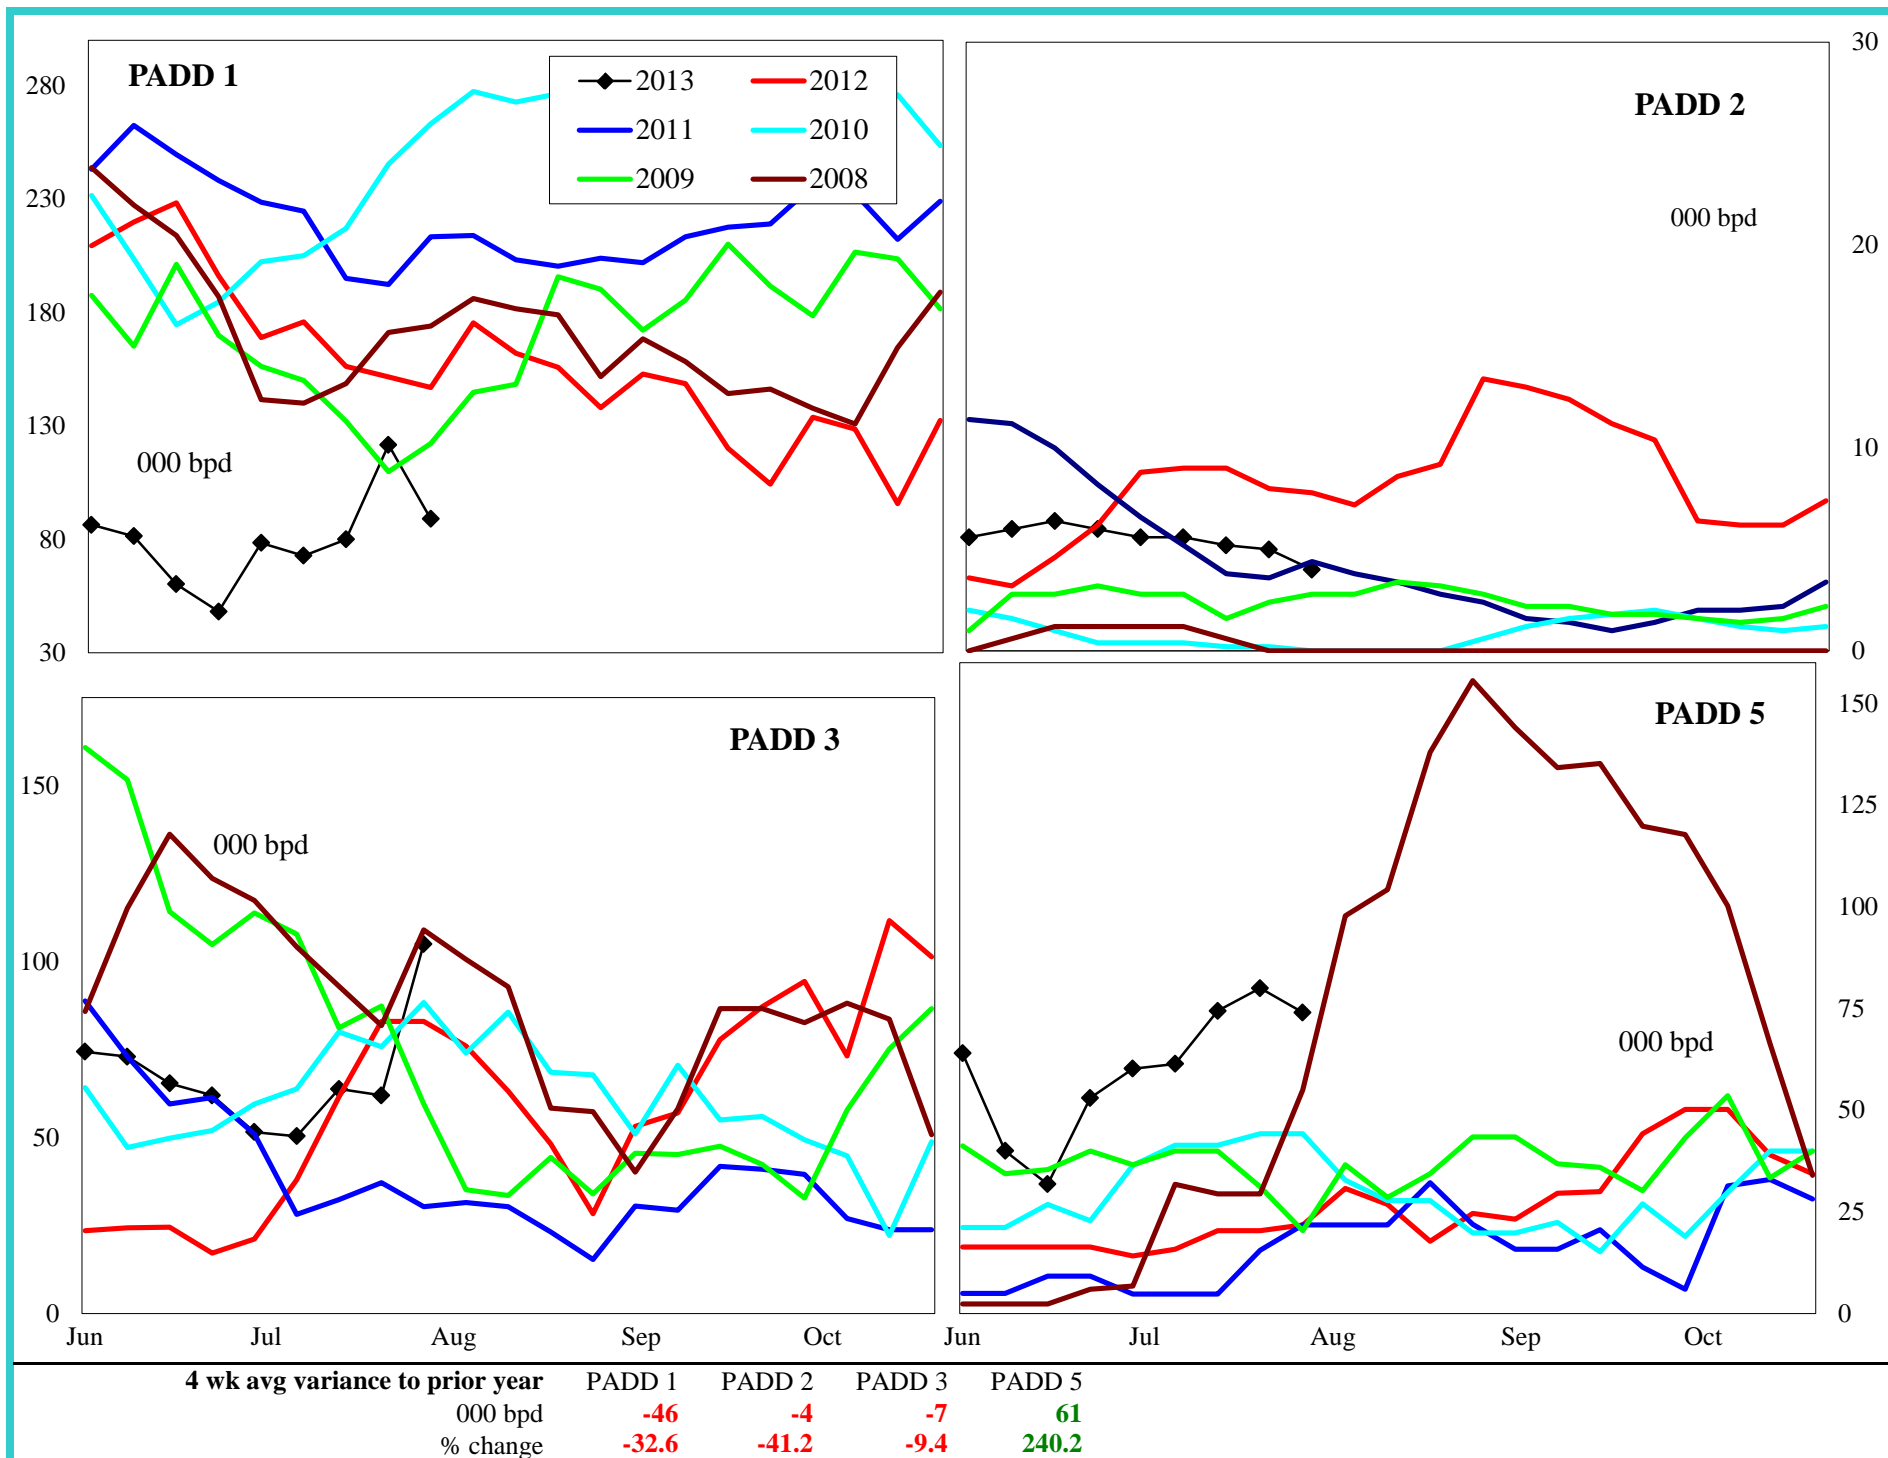 PADD 1
2013 2012
2011 2010
2009 2008
000 bpd
280
230
180
130
80
30
PADD 2
000 bpd
30
20
10
0
PADD 3
000 bpd
150
100
50
0
Jun Jul Aug Sep Oct
PADD 5
000 bpd
150
125
100
75
50
25
0
Jun Jul Aug Sep Oct
4 wk avg variance to prior year PADD 1 PADD 2 PADD 3 PADD 5
000 bpd -46 -4 -7 61
% change -32.6 -41.2 -9.4 240.2